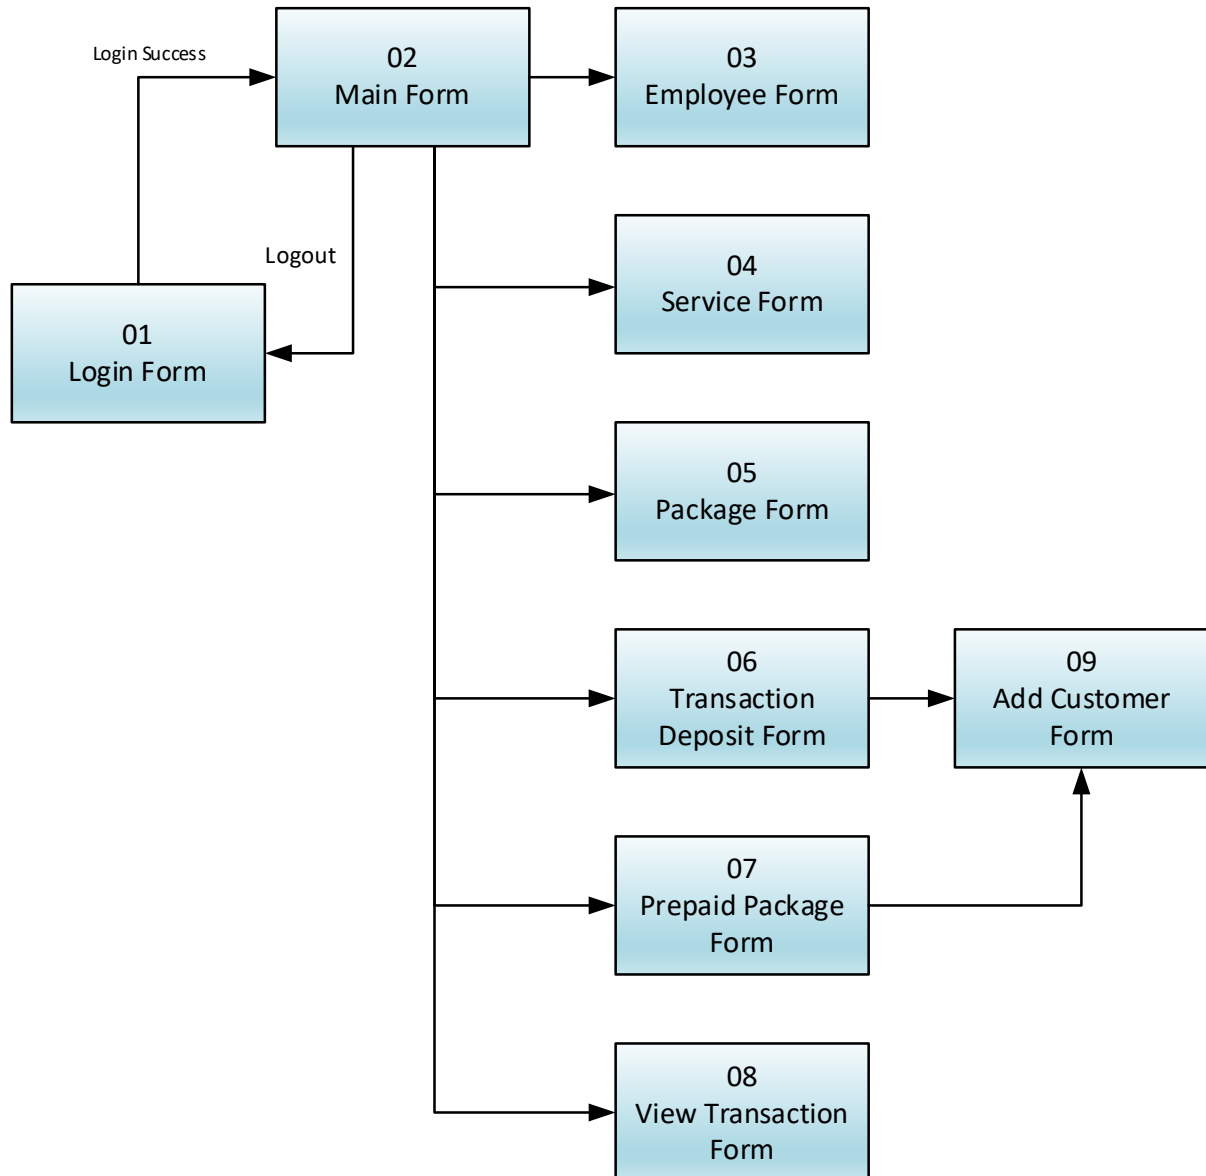 Login Success
02
Main Form
03
Employee Form
Logout
04
Service Form
01
Login Form
05
Package Form
06
Transaction
Deposit Form
09
Add Customer
Form
07
Prepaid Package
Form
08
View Transaction
Form